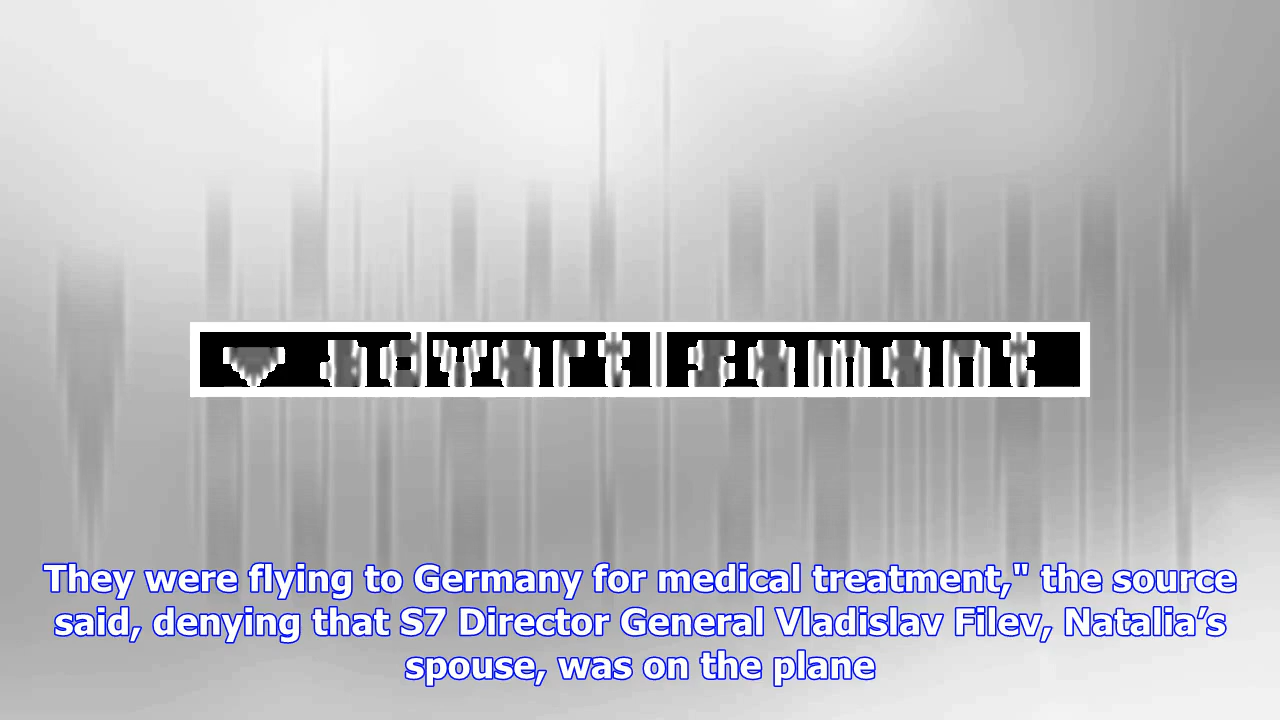 They were flying to Germany for medical treatment," the source
said, denying that S7 Director General Vladislav Filev, Natalia’s
spouse, was on the plane